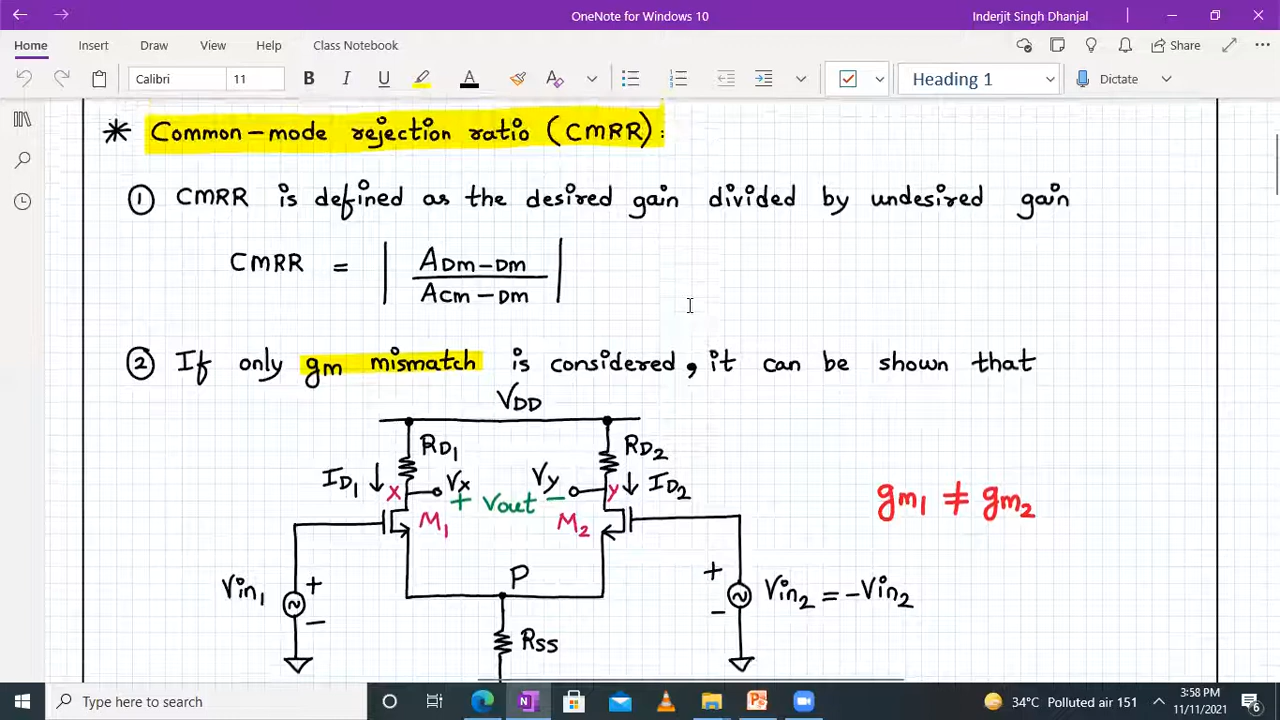 OneNote for Windows 10
Inderjit Singh Dhanjal
Home Insert Draw View Help Class Notebook Share
Calibri 11 B I U A Heading 1 Dictate
* Common-mode rejection ratio (CMRR):
① CMRR is defined as the desired gain divided by undesired gain
CMRR = | ADM-DM / ACM-DM |
② If only gm mismatch is considered, it can be shown that
VDD
RD1 RD2
ID1 X Vx + Vout - Vy Y ID2
M1 M2
gm1 ≠ gm2
P
Vin1 + - + - Vin2 = -Vin2
RSS
Type here to search
34°C Polluted air 151
3:58 PM
11/11/2021
6